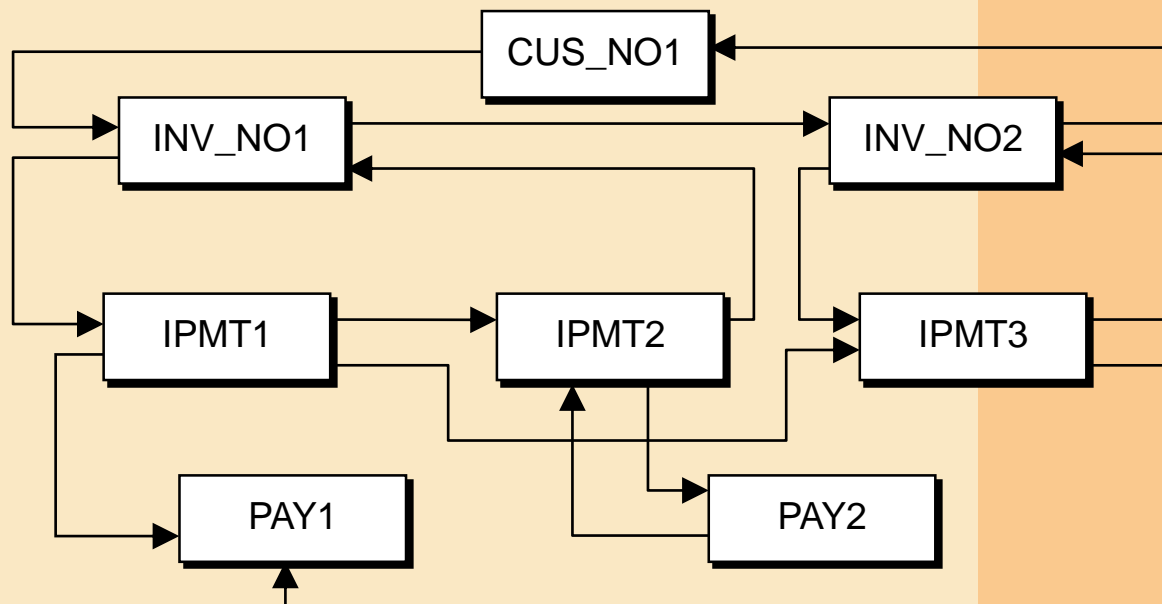 CUS_NO1
INV_NO1
INV_NO2
IPMT1
IPMT2
IPMT3
PAY1
PAY2